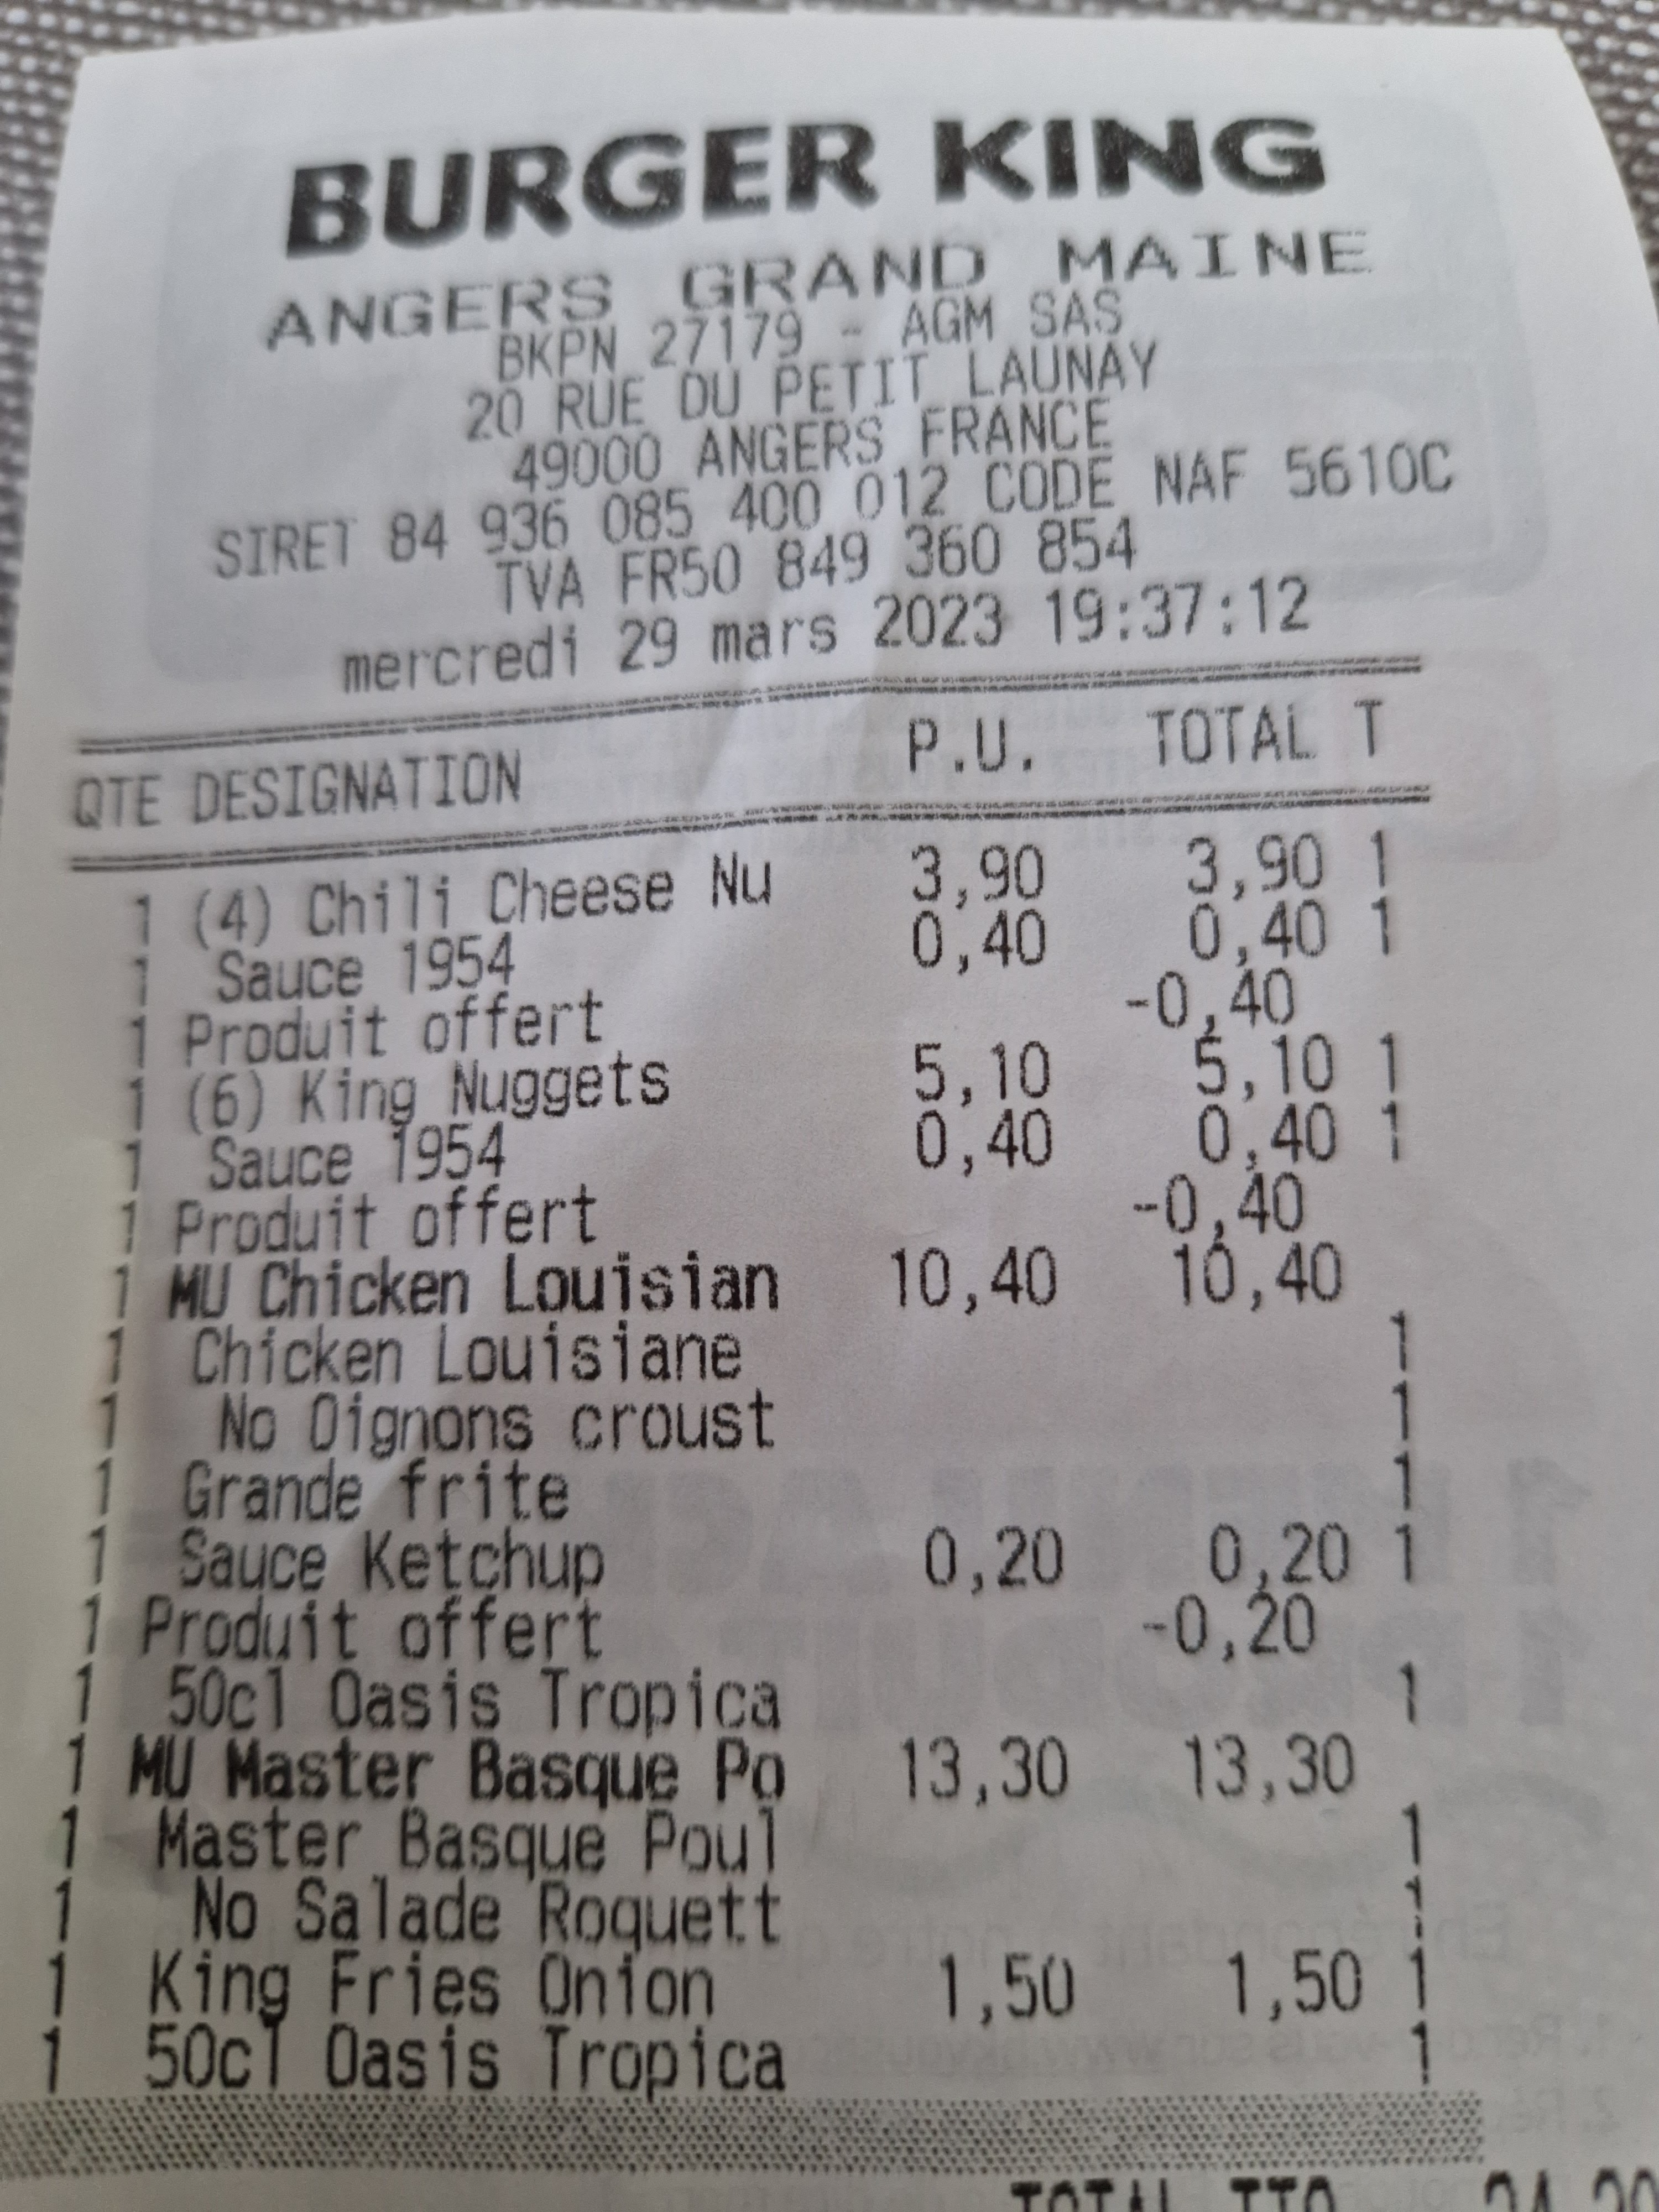 BURGER KING
ANGERS GRAND MAINE
BKPN 27179 - AGM SAS
20 RUE DU PETIT LAUNAY
49000 ANGERS FRANCE
SIRET 84 936 085 400 012 CODE NAF 5610C
TVA FR50 849 360 854
mercredi 29 mars 2023 19:37:12
QTE DESIGNATION P.U. TOTAL T
1 (4) Chili Cheese Nu 3,90 3,90 1
1 Sauce 1954 0,40 0,40 1
1 Produit offert -0,40
1 (6) King Nuggets 5,10 5,10 1
1 Sauce 1954 0,40 0,40 1
1 Produit offert -0,40
1 MU Chicken Louisian 10,40 10,40
1 Chicken Louisiane 1
1 No Oignons croust 1
1 Grande frite 1
1 Sauce Ketchup 0,20 0,20 1
1 Produit offert -0,20
1 50cl Oasis Tropica 1
1 MU Master Basque Po 13,30 13,30
1 Master Basque Poul 1
1 No Salade Roquett 1
1 King Fries Onion 1,50 1,50 1
1 50cl Oasis Tropica 1
TOTAL TTC